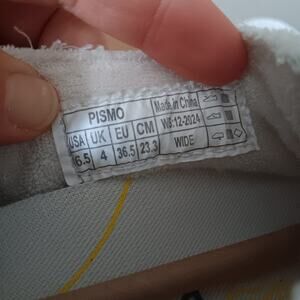 PISMO Made in China
USA UK EU CM WS:12-2024
6.5 4 36.5 23.3 WIDE